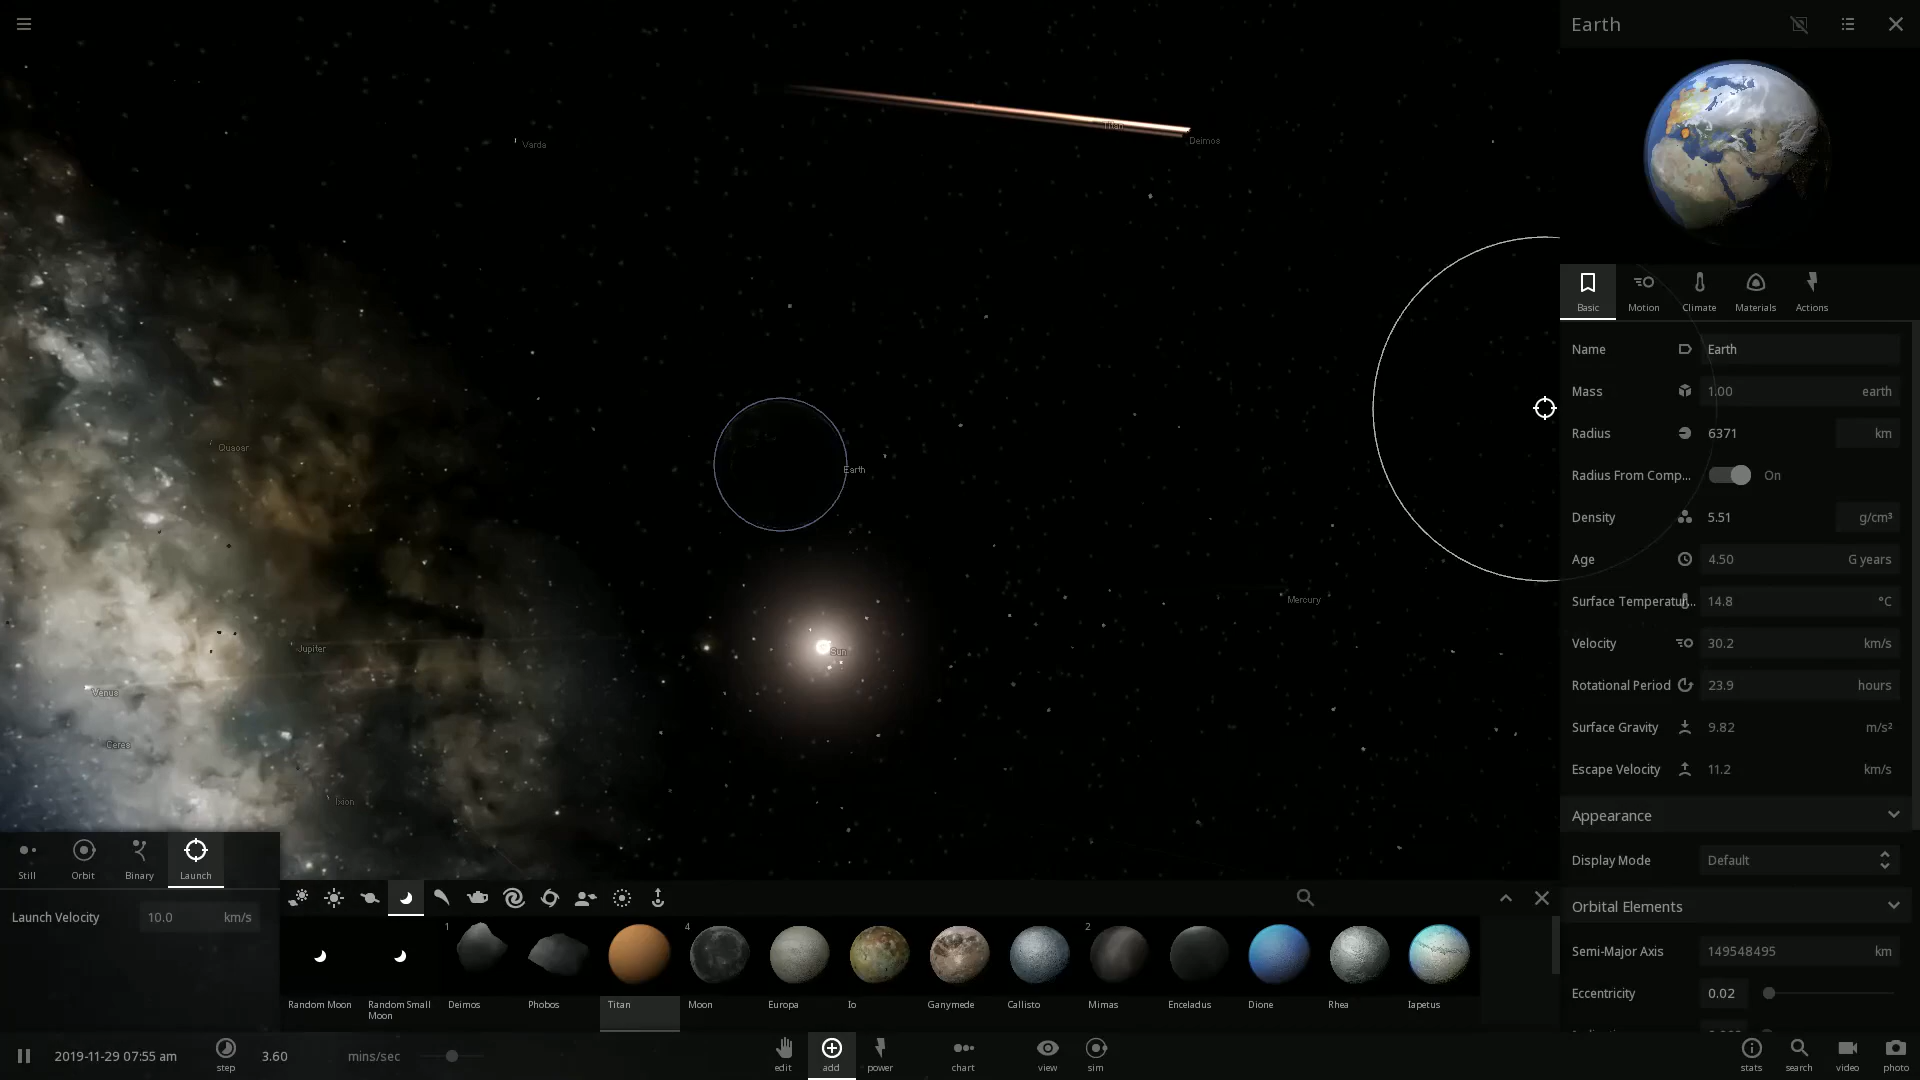 Earth
Varda
Titan
Deimos
Quaoar
Earth
Mercury
Jupiter
Sun
Venus
Ceres
Ixion
Basic
Motion
Climate
Materials
Actions
Name
Earth
Mass
1.00
earth
Radius
6371
km
Radius From Comp...
On
Density
5.51
g/cm³
Age
4.50
G years
Surface Temperatur...
14.8
°C
Velocity
30.2
km/s
Rotational Period
23.9
hours
Surface Gravity
9.82
m/s²
Escape Velocity
11.2
km/s
Appearance
Display Mode
Default
Orbital Elements
Semi-Major Axis
149548495
km
Eccentricity
0.02
Still
Orbit
Binary
Launch
Launch Velocity
10.0
km/s
1
4
2
Random Moon
Random Small
Moon
Deimos
Phobos
Titan
Moon
Europa
Io
Ganymede
Callisto
Mimas
Enceladus
Dione
Rhea
Iapetus
2019-11-29 07:55 am
step
3.60
mins/sec
edit
add
power
chart
view
sim
stats
search
video
photo